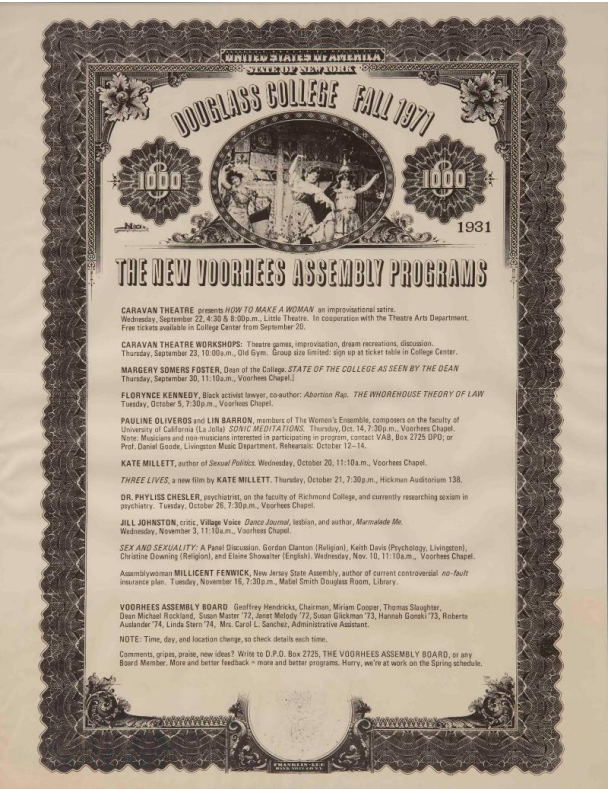 UNITED STATES OF AMERICA
STATE OF NEW YORK
DOUGLASS COLLEGE FALL 1971
1000
1000
1931
THE NEW VOORHEES ASSEMBLY PROGRAMS
CARAVAN THEATRE presents HOW TO MAKE A WOMAN an improvisational satire.
Wednesday, September 22, 4:30 & 8:00p.m., Little Theatre. In cooperation with the Theatre Arts Department.
Free tickets available in College Center from September 20.
CARAVAN THEATRE WORKSHOPS: Theatre games, improvisation, dream recreations, discussion.
Thursday, September 23, 10:00a.m., Old Gym. Group size limited: sign up at ticket table in College Center.
MARGERY SOMERS FOSTER, Dean of the College. STATE OF THE COLLEGE AS SEEN BY THE DEAN
Thursday, September 30, 11:10a.m., Voorhees Chapel.]
FLORYNCE KENNEDY, Black activist lawyer, co-author: Abortion Rap. THE WHOREHOUSE THEORY OF LAW
Tuesday, October 5, 7:30p.m., Voorhees Chapel.
PAULINE OLIVEROS and LIN BARRON, members of The Women's Ensemble, composers on the faculty of
University of California (La Jolla) SONIC MEDITATIONS. Thursday, Oct. 14, 7:30p.m., Voorhees Chapel.
Note: Musicians and non-musicians interested in participating in program, contact VAB, Box 2725 DPO; or
Prof. Daniel Goode, Livingston Music Department. Rehearsals: October 12–14.
KATE MILLETT, author of Sexual Politics. Wednesday, October 20, 11:10a.m., Voorhees Chapel.
THREE LIVES, a new film by KATE MILLETT. Thursday, October 21, 7:30p.m., Hickman Auditorium 138.
DR. PHYLISS CHESLER, psychiatrist, on the faculty of Richmond College, and currently researching sexism in
psychiatry. Tuesday, October 26, 7:30p.m., Voorhees Chapel.
JILL JOHNSTON, critic, Village Voice Dance Journal, lesbian, and author, Marmalade Me.
Wednesday, November 3, 11:10a.m., Voorhees Chapel.
SEX AND SEXUALITY: A Panel Discussion. Gordon Clanton (Religion), Keith Davis (Psychology, Livingston),
Christine Downing (Religion), and Elaine Showalter (English). Wednesday, Nov. 10, 11:10a.m., Voorhees Chapel.
Assemblywoman MILLICENT FENWICK, New Jersey State Assembly, author of current controversial no-fault
insurance plan. Tuesday, November 16, 7:30p.m., Mabel Smith Douglass Room, Library.
VOORHEES ASSEMBLY BOARD Geoffrey Hendricks, Chairman, Miriam Cooper, Thomas Slaughter,
Dean Michael Rockland, Susan Master '72, Janet Melody '72, Susan Glickman '73, Hannah Gonski '73, Roberta
Auslander '74, Linda Stern '74, Mrs. Carol L. Sanchez, Administrative Assistant.
NOTE: Time, day, and location change, so check details each time.
Comments, gripes, praise, new ideas? Write to D.P.O. Box 2725, THE VOORHEES ASSEMBLY BOARD, or any
Board Member. More and better feedback = more and better programs. Hurry, we're at work on the Spring schedule.
FRANKLIN-LEE
BANK NOTE CO. N.Y.